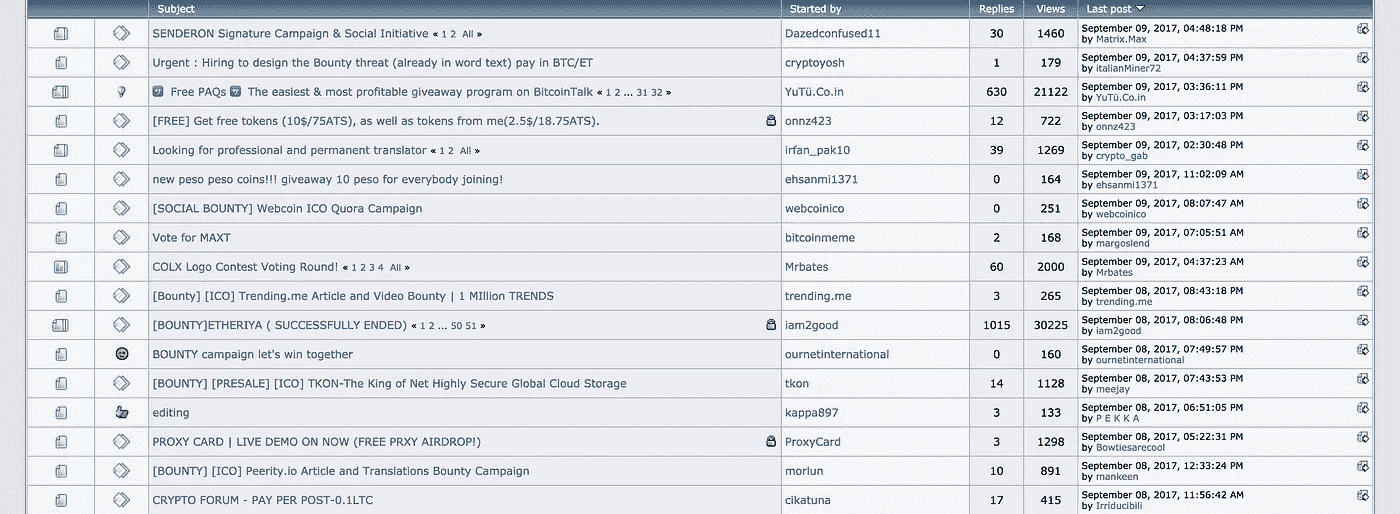 Subject Started by Replies Views Last post
SENDERON Signature Campaign & Social Initiative « 1 2 All » Dazedconfused11 30 1460 September 09, 2017, 04:48:18 PM
by Matrix.Max
Urgent : Hiring to design the Bounty threat (already in word text) pay in BTC/ET cryptoyosh 1 179 September 09, 2017, 04:37:59 PM
by italianMiner72
Free PAQs The easiest & most profitable giveaway program on BitcoinTalk « 1 2 ... 31 32 » YuTü.Co.in 630 21122 September 09, 2017, 03:36:11 PM
by YuTü.Co.in
[FREE] Get free tokens (10$/75ATS), as well as tokens from me(2.5$/18.75ATS). onnz423 12 722 September 09, 2017, 03:17:03 PM
by onnz423
Looking for professional and permanent translator « 1 2 All » irfan_pak10 39 1269 September 09, 2017, 02:30:48 PM
by crypto_gab
new peso peso coins!!! giveaway 10 peso for everybody joining! ehsanmi1371 0 164 September 09, 2017, 11:02:09 AM
by ehsanmi1371
[SOCIAL BOUNTY] Webcoin ICO Quora Campaign webcoinico 0 251 September 09, 2017, 08:07:47 AM
by webcoinico
Vote for MAXT bitcoinmeme 2 168 September 09, 2017, 07:05:51 AM
by margoslend
COLX Logo Contest Voting Round! « 1 2 3 4 All » Mrbates 60 2000 September 09, 2017, 04:37:23 AM
by Mrbates
[Bounty] [ICO] Trending.me Article and Video Bounty | 1 MIllion TRENDS trending.me 3 265 September 08, 2017, 08:43:18 PM
by trending.me
[BOUNTY]ETHERIYA ( SUCCESSFULLY ENDED) « 1 2 ... 50 51 » iam2good 1015 30225 September 08, 2017, 08:06:48 PM
by iam2good
BOUNTY campaign let's win together ournetinternational 0 160 September 08, 2017, 07:49:57 PM
by ournetinternational
[BOUNTY] [PRESALE] [ICO] TKON-The King of Net Highly Secure Global Cloud Storage tkon 14 1128 September 08, 2017, 07:43:53 PM
by meejay
editing kappa897 3 133 September 08, 2017, 06:51:05 PM
by P E K K A
PROXY CARD | LIVE DEMO ON NOW (FREE PRXY AIRDROP!) ProxyCard 3 1298 September 08, 2017, 05:22:31 PM
by Bowtiesarecool
[BOUNTY] [ICO] Peerity.io Article and Translations Bounty Campaign morlun 10 891 September 08, 2017, 12:33:24 PM
by mankeen
CRYPTO FORUM - PAY PER POST-0.1LTC cikatuna 17 415 September 08, 2017, 11:56:42 AM
by Irriducibili